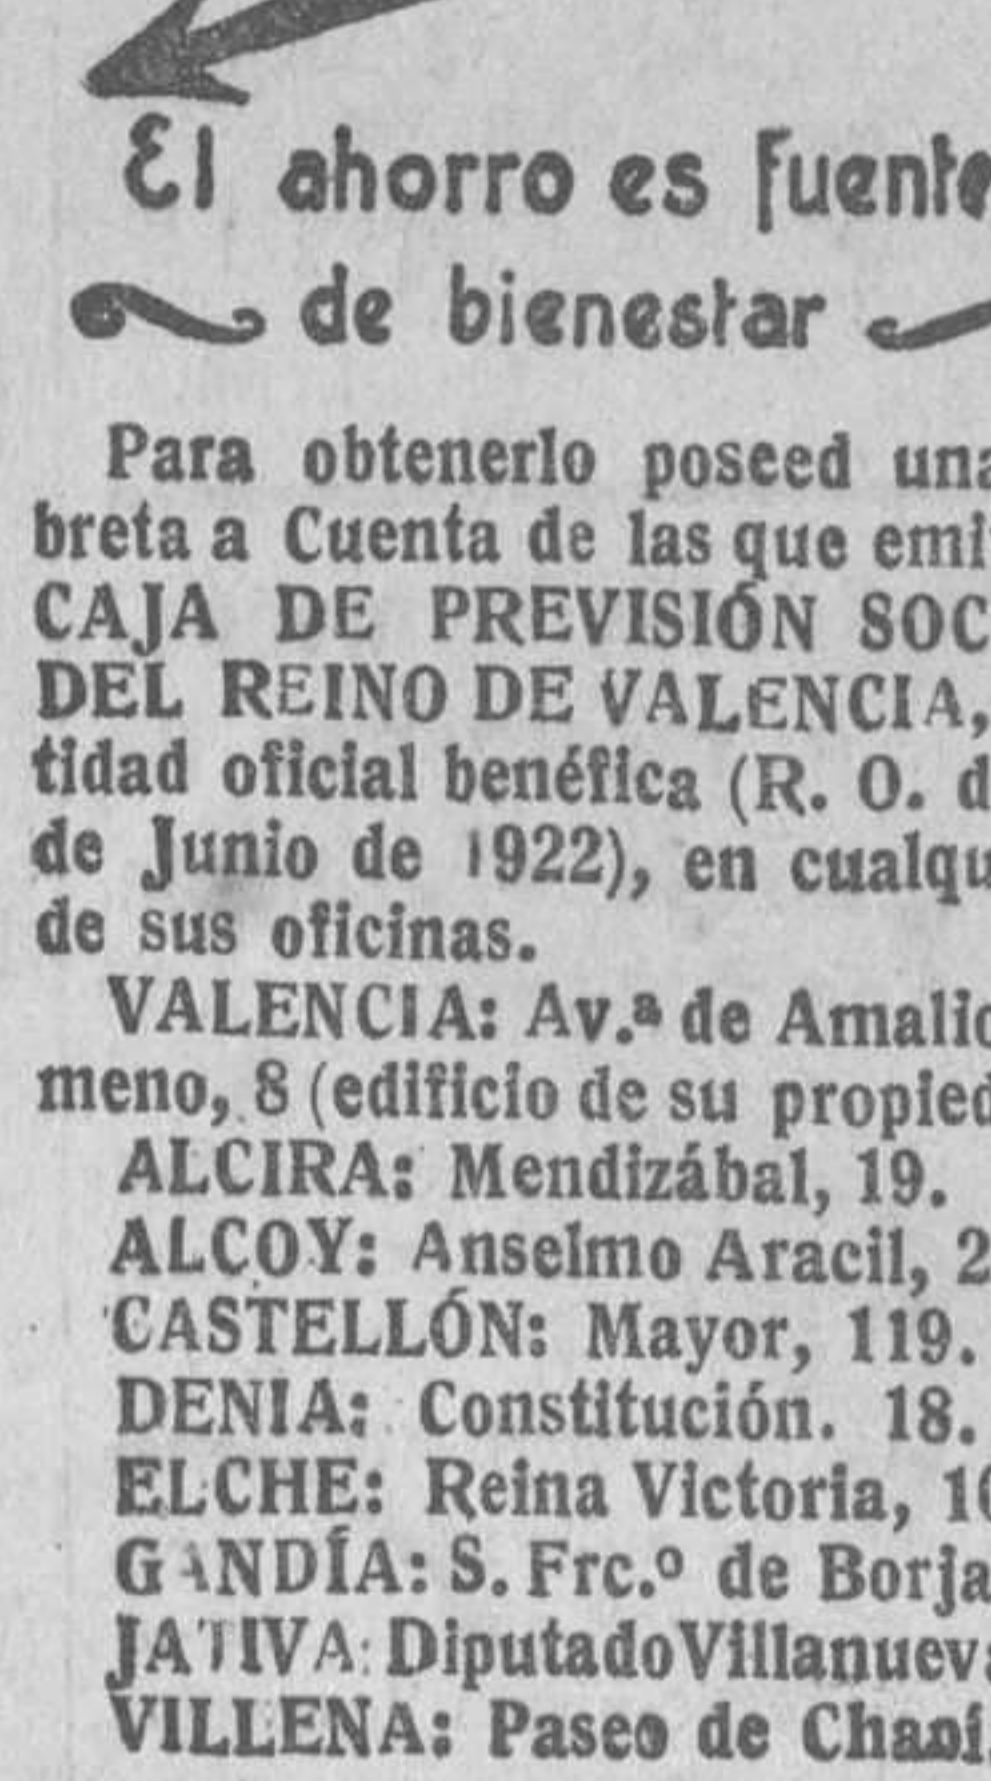 El ahorro es fuente
de bienestar
Para obtenerlo poseed una
breta a Cuenta de las que emi
CAJA DE PREVISIÓN SOC
DEL REINO DE VALENCIA,
tidad oficial benéfica (R. O. d
de Junio de 1922), en cualqu
de sus oficinas.
VALENCIA: Av.ª de Amalio
meno, 8 (edificio de su propied
ALCIRA: Mendizábal, 19.
ALCOY: Anselmo Aracil, 2
CASTELLÓN: Mayor, 119.
DENIA: Constitución. 18.
ELCHE: Reina Victoria, 10
GANDÍA: S. Frc.º de Borja
JATIVA: Diputado Villanueva
VILLENA: Paseo de Chapí